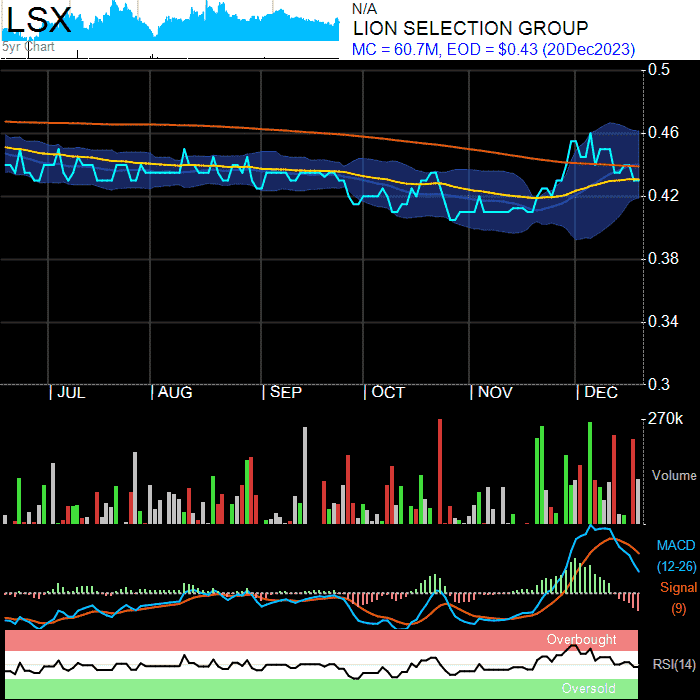 LSX
N/A
LION SELECTION GROUP
5yr Chart
MC = 60.7M, EOD = $0.43 (20Dec2023)
0.5
0.46
0.42
0.38
0.34
0.3
| JUL | AUG | SEP | OCT | NOV | DEC
270k
Volume
MACD
(12-26)
Signal
(9)
Overbought
RSI(14)
Oversold